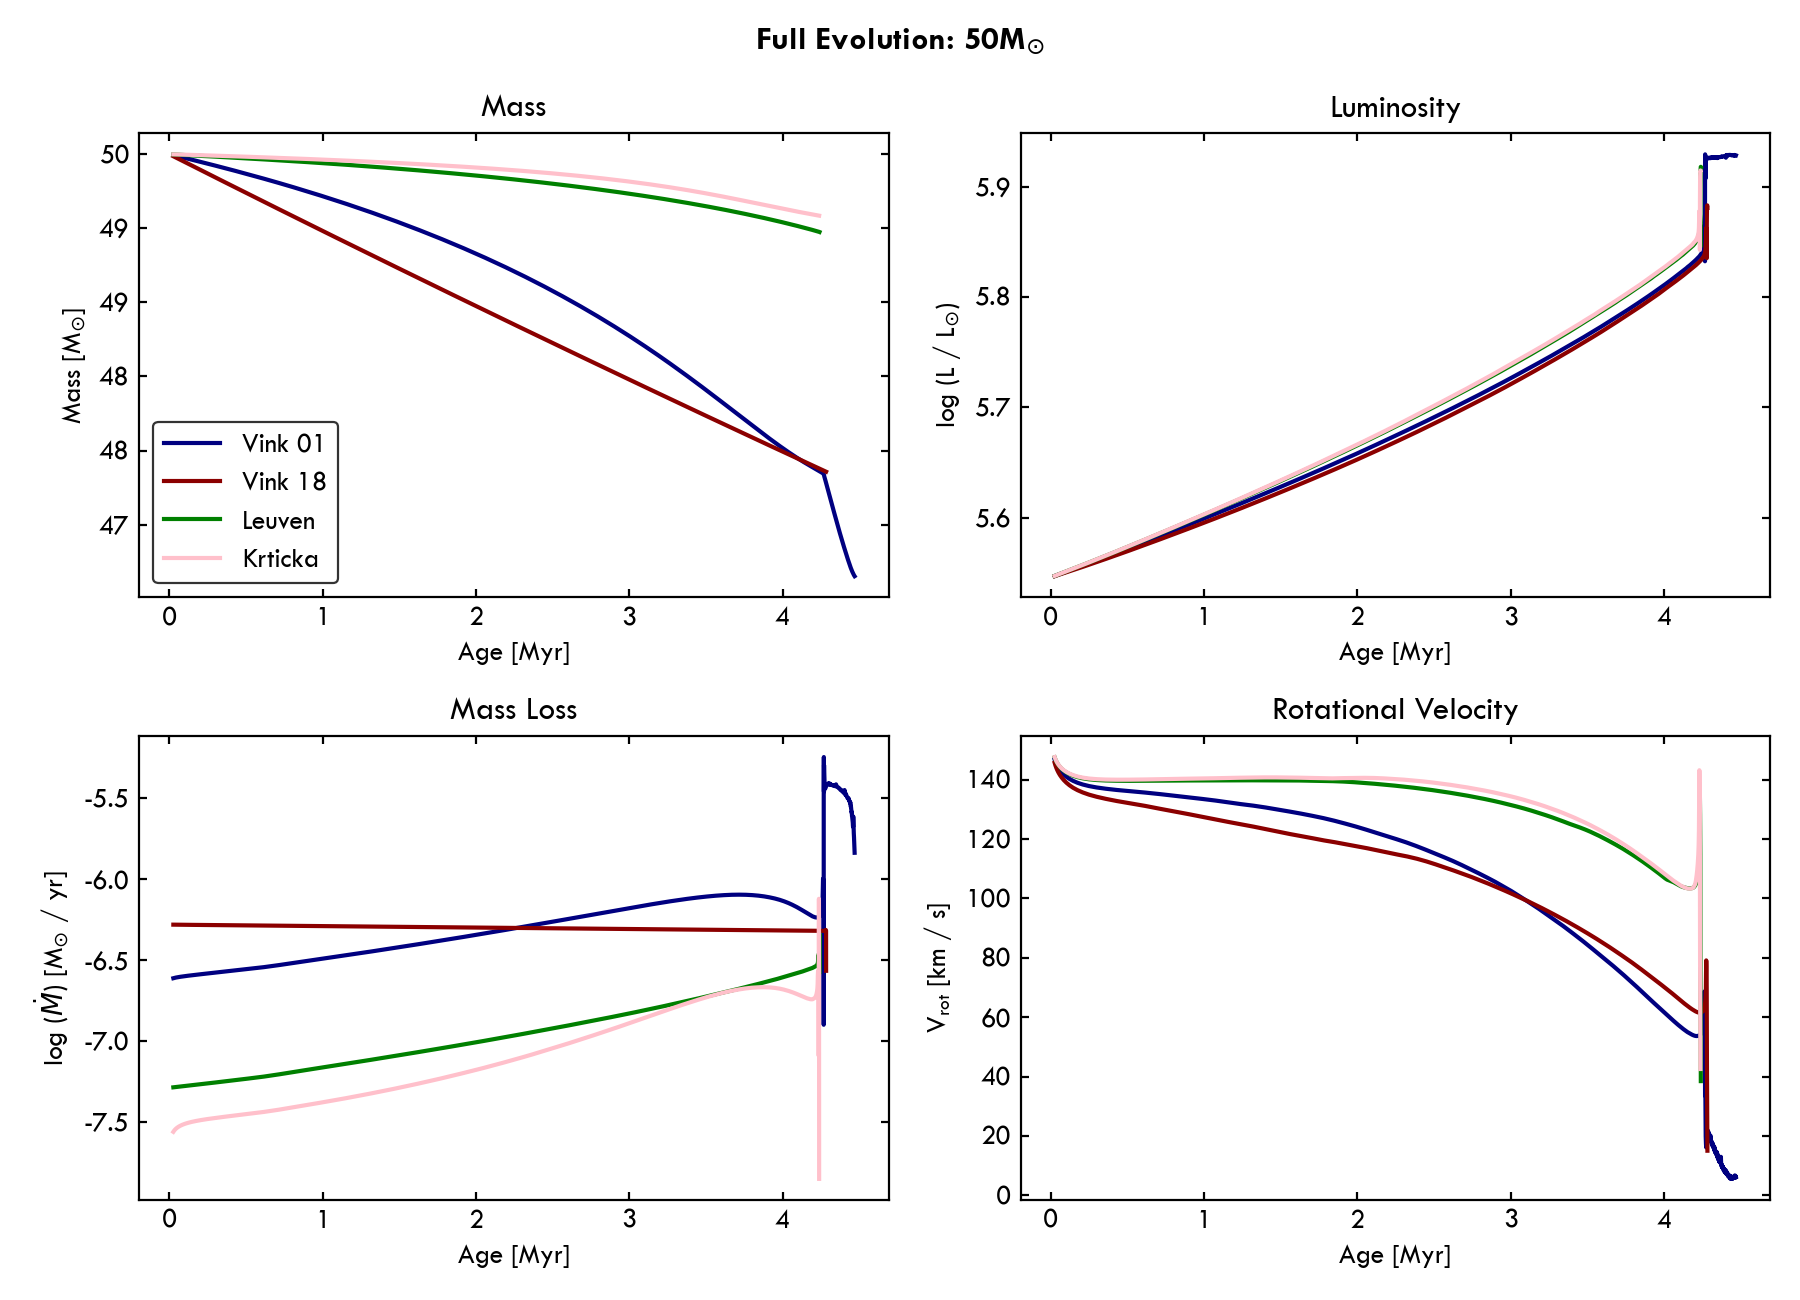 Full Evolution: 50M⊙
Mass
Mass [M⊙]
50
49
49
48
48
47
Vink 01
Vink 18
Leuven
Krticka
0 1 2 3 4
Age [Myr]
Luminosity
log (L / L⊙)
5.9
5.8
5.7
5.6
0 1 2 3 4
Age [Myr]
Mass Loss
log (Ṁ) [M⊙ / yr]
-5.5
-6.0
-6.5
-7.0
-7.5
0 1 2 3 4
Age [Myr]
Rotational Velocity
Vrot [km / s]
140
120
100
80
60
40
20
0
0 1 2 3 4
Age [Myr]